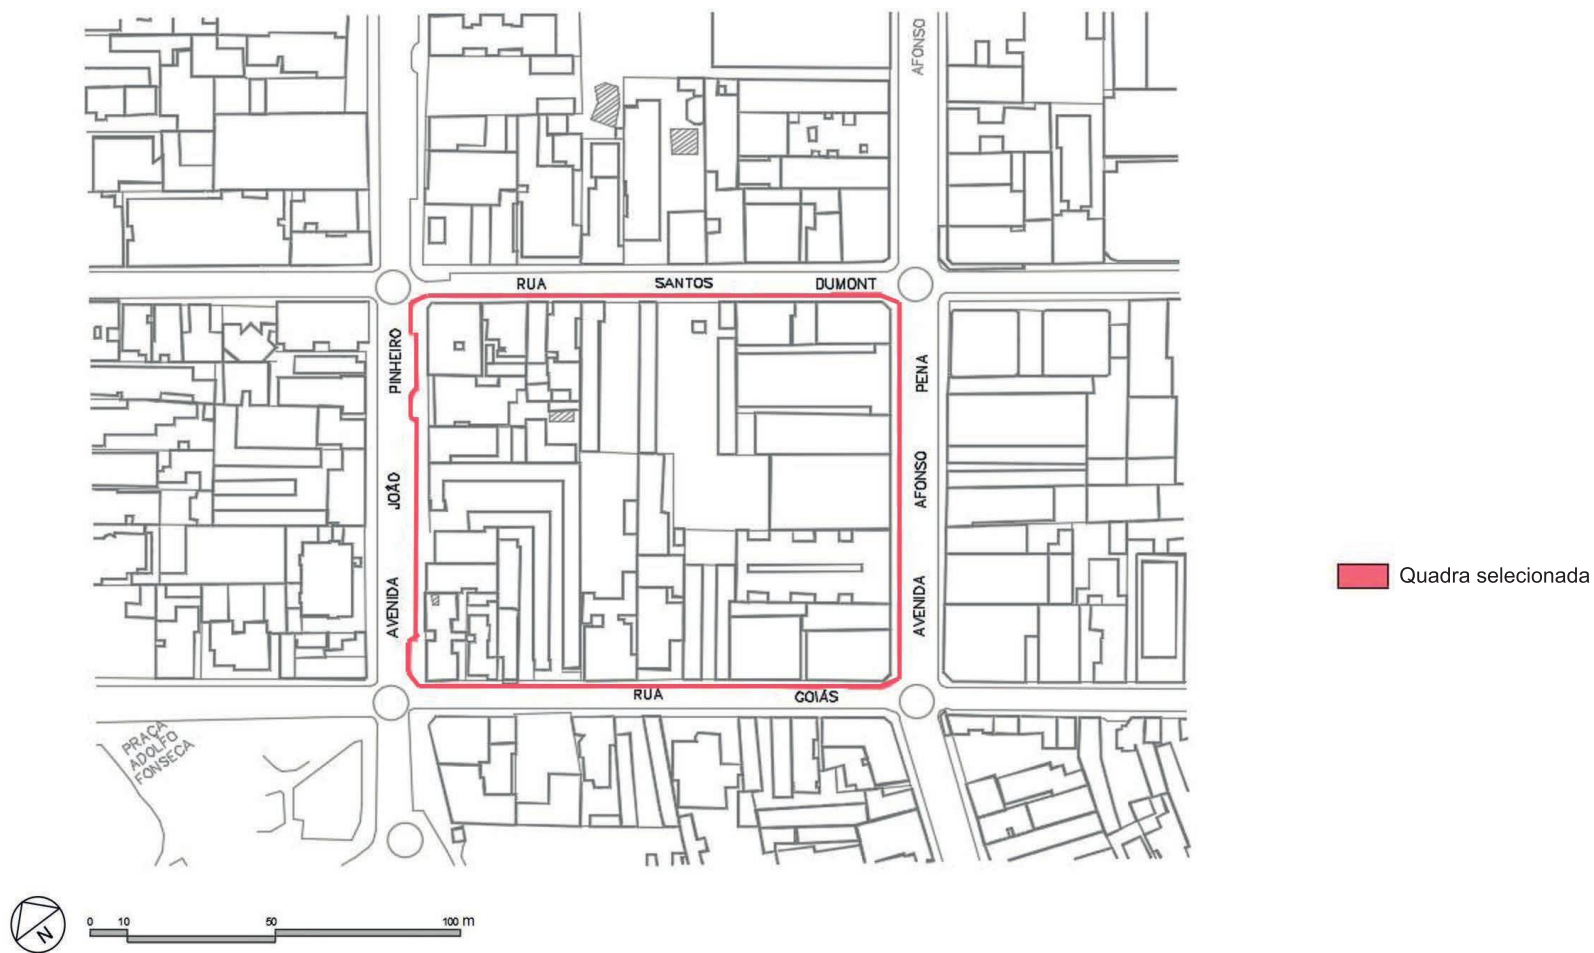 AFONSO
RUA SANTOS DUMONT
AVENIDA JOÃO PINHEIRO
AVENIDA AFONSO PENA
RUA GOIÁS
PRAÇA
ADOLFO
FONSECA
Quadra selecionada
N
0 10 50 100 m